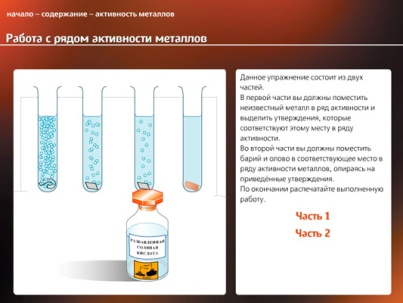 начало – содержание – активность металлов
Работа с рядом активности металлов
Данное упражнение состоит из двух
частей.
В первой части вы должны поместить
неизвестный металл в ряд активности и
выделить утверждения, которые
соответствуют этому месту в ряду
активности.
Во второй части вы должны поместить
барий и олово в соответствующее место в
ряду активности металлов, опираясь на
приведённые утверждения.
По окончании распечатайте выполненную
работу.
Часть 1
Часть 2
РАЗБАВЛЕННАЯ
СОЛЯНАЯ
КИСЛОТА